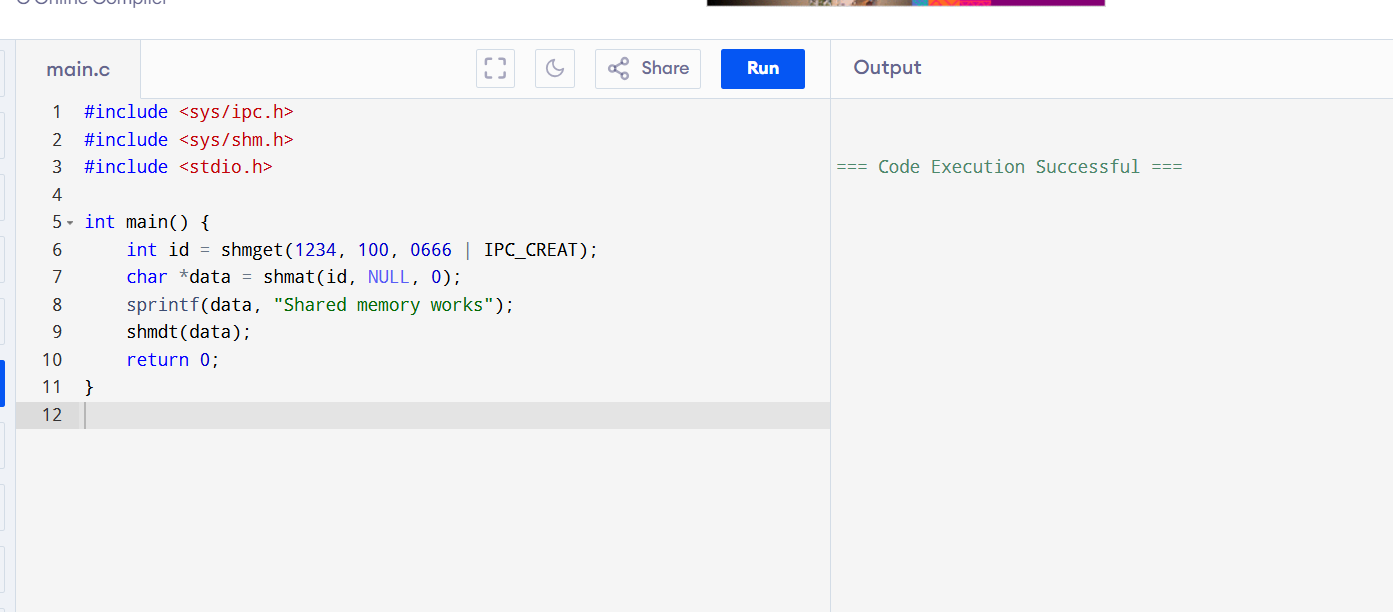 C Online Compiler
main.c
Share
Run
Output
1 #include <sys/ipc.h>
2 #include <sys/shm.h>
3 #include <stdio.h>
4
5 int main() {
6     int id = shmget(1234, 100, 0666 | IPC_CREAT);
7     char *data = shmat(id, NULL, 0);
8     sprintf(data, "Shared memory works");
9     shmdt(data);
10     return 0;
11 }
12
=== Code Execution Successful ===